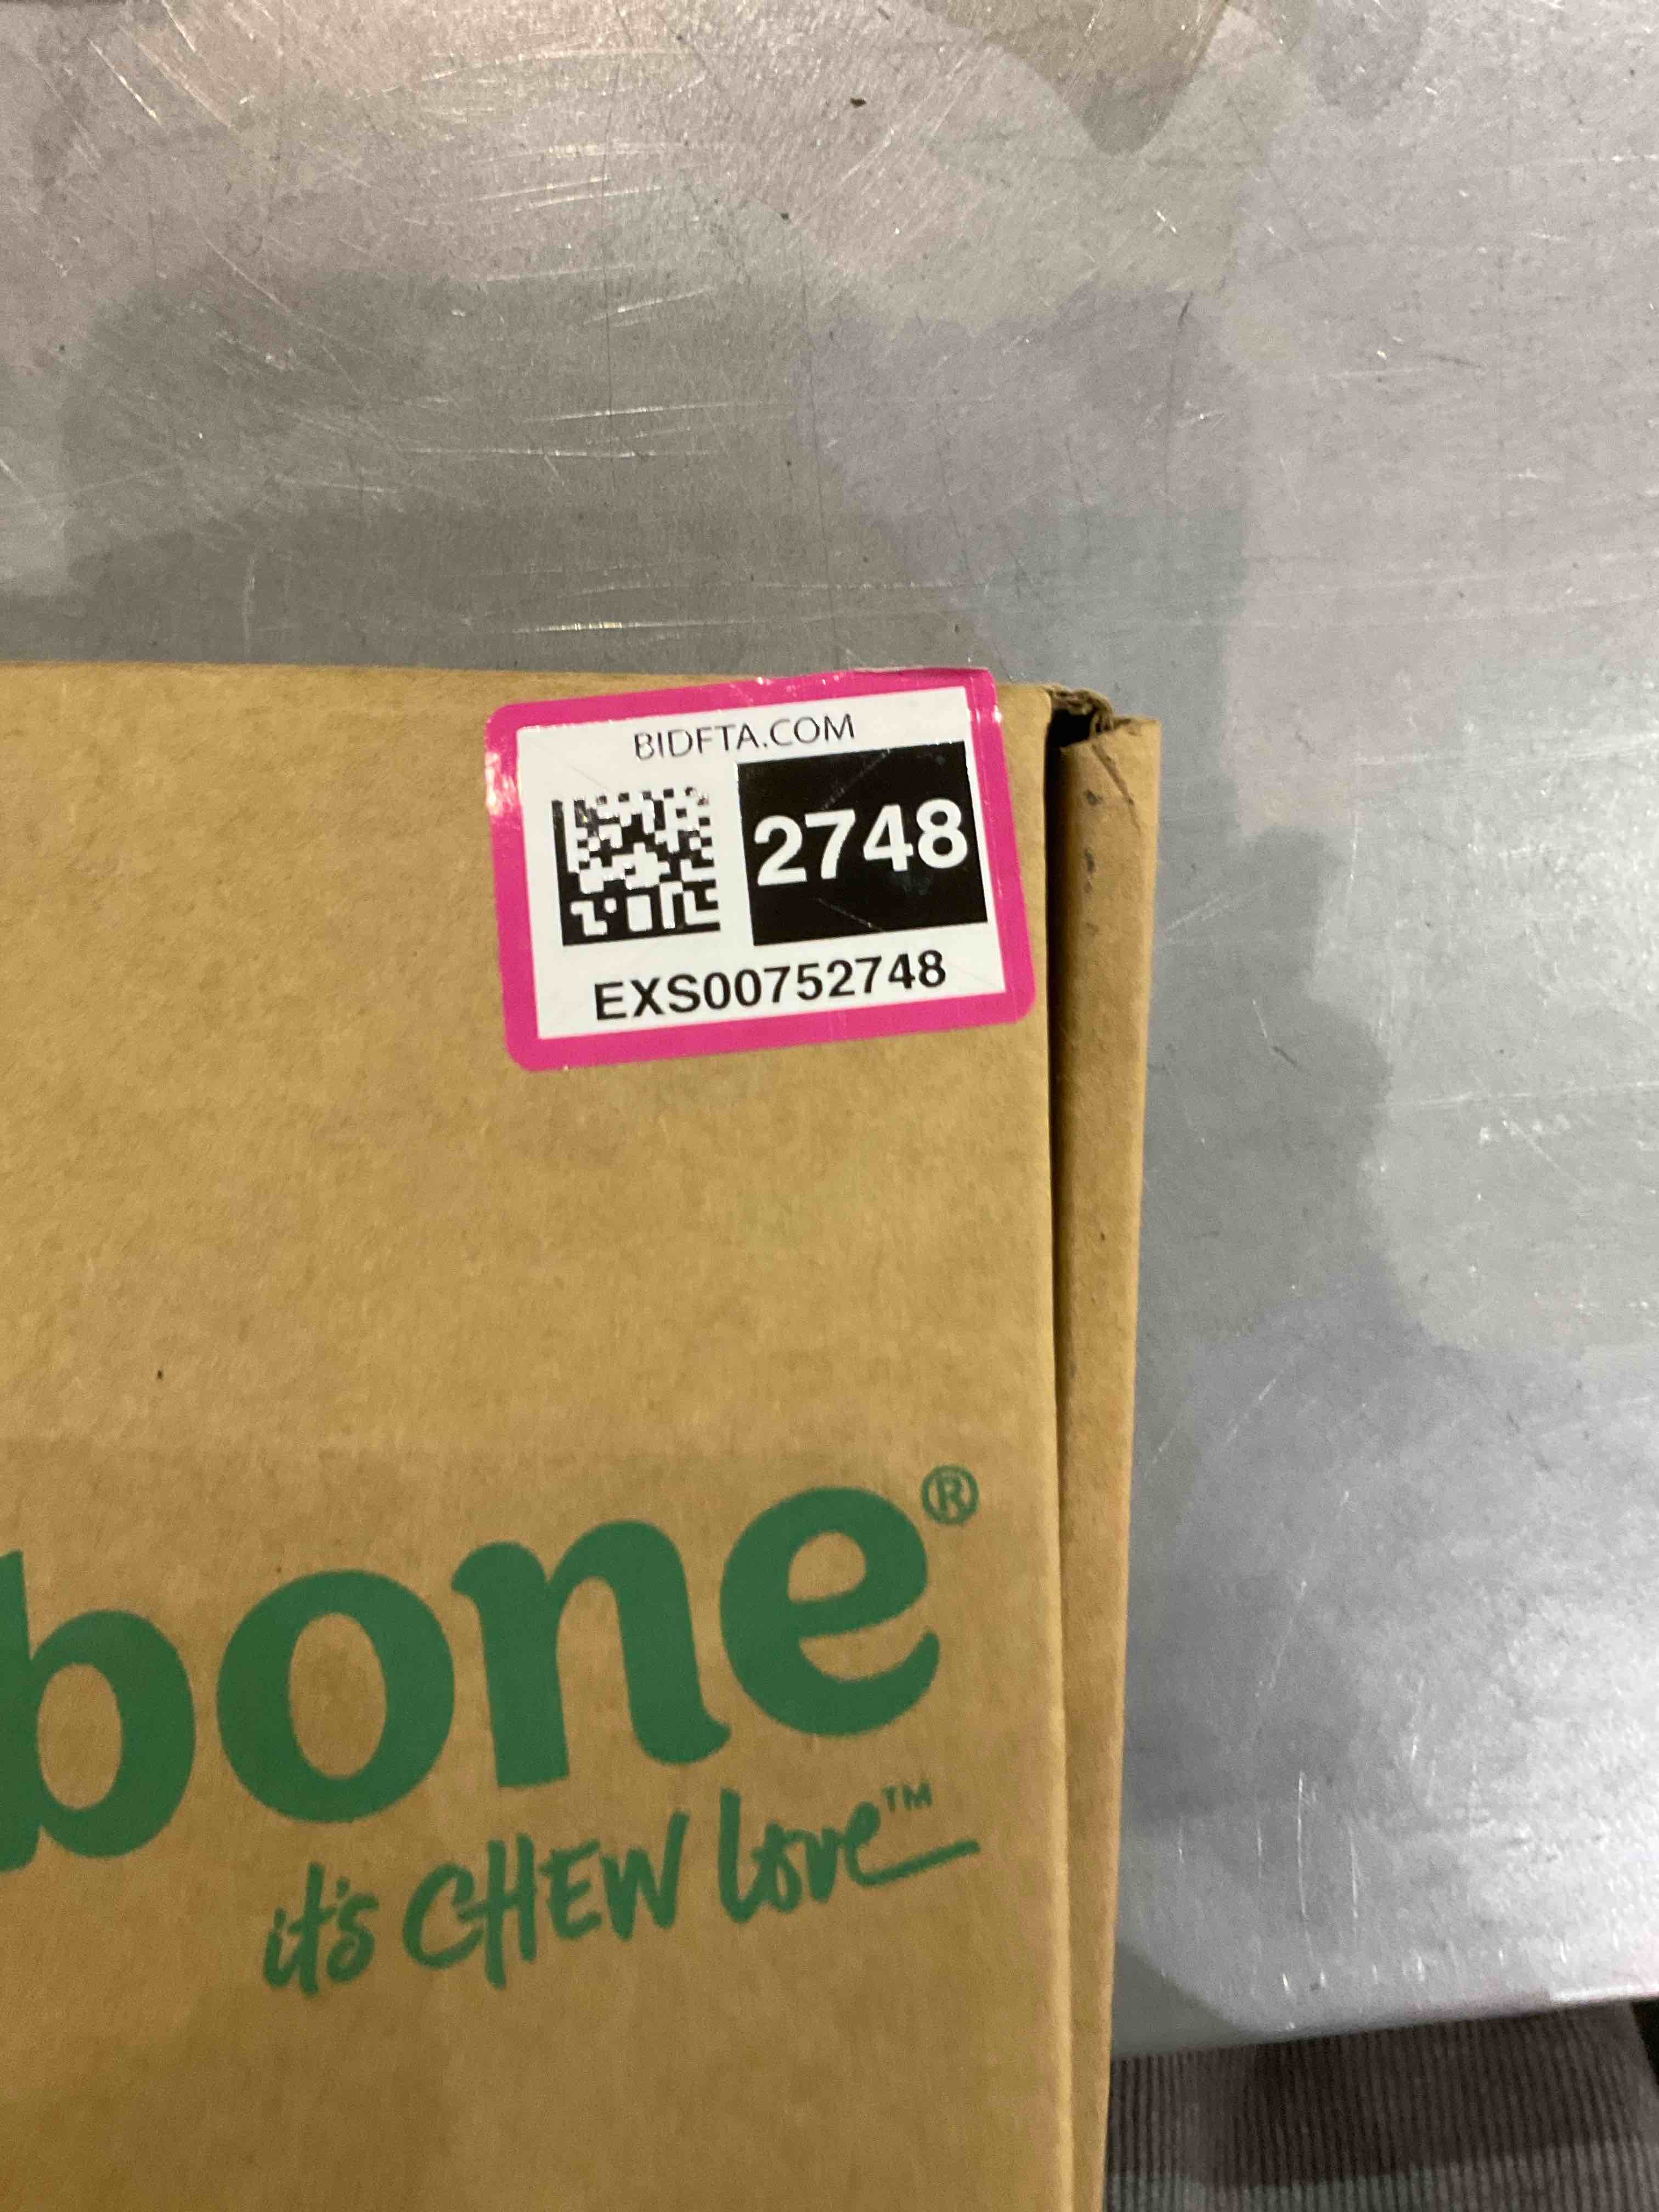 BIDFTA.COM
2748
EXS00752748
bone®
it's CHEW Love™